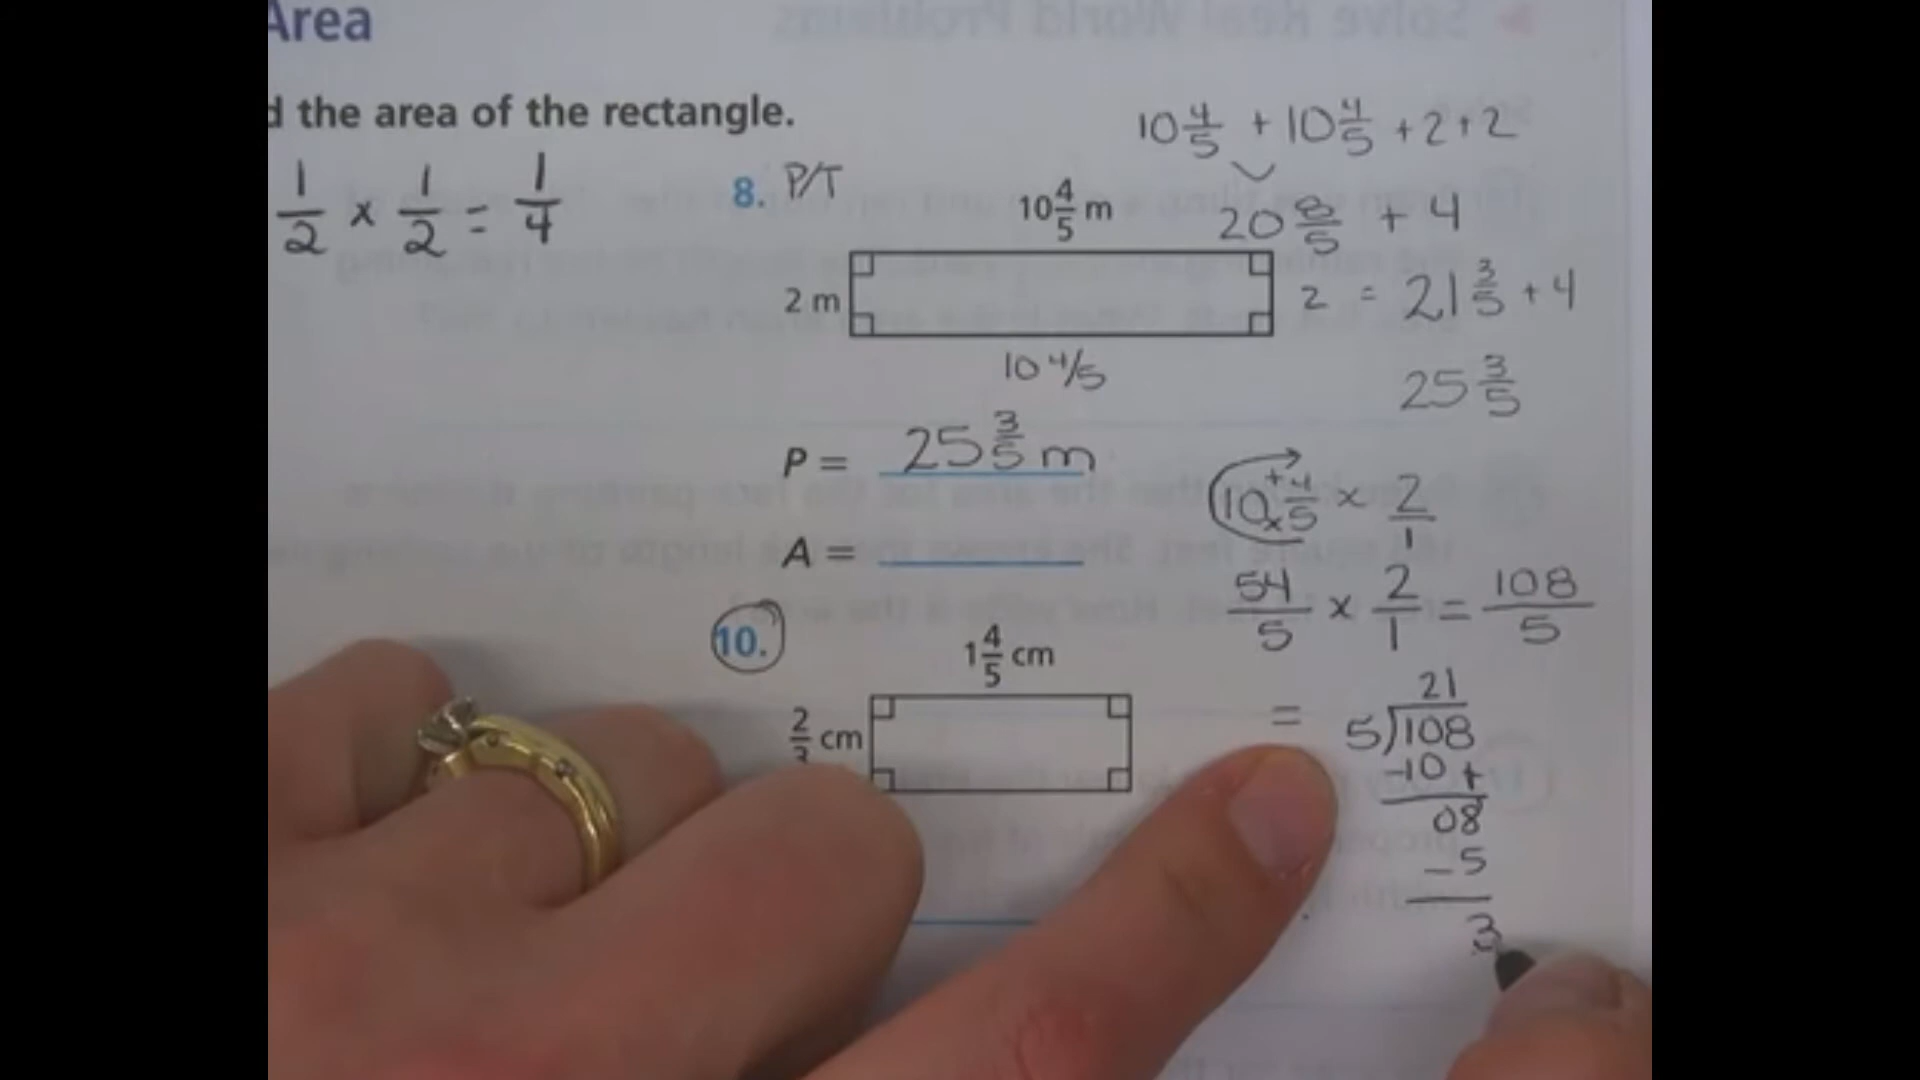 Area
d the area of the rectangle.
1/2 x 1/2 = 1/4
8. P/T
10 4/5 + 10 4/5 + 2 + 2
10 4/5 m
20 8/5 + 4
2 m
2
= 21 3/5 + 4
10 4/5
25 3/5
P = 25 3/5 m
10 + 4/5 x x 2/1
A =
54/5 x 2/1 = 108/5
10.
1 4/5 cm
2/3 cm
=
21
5)108
-10
08
-5
3